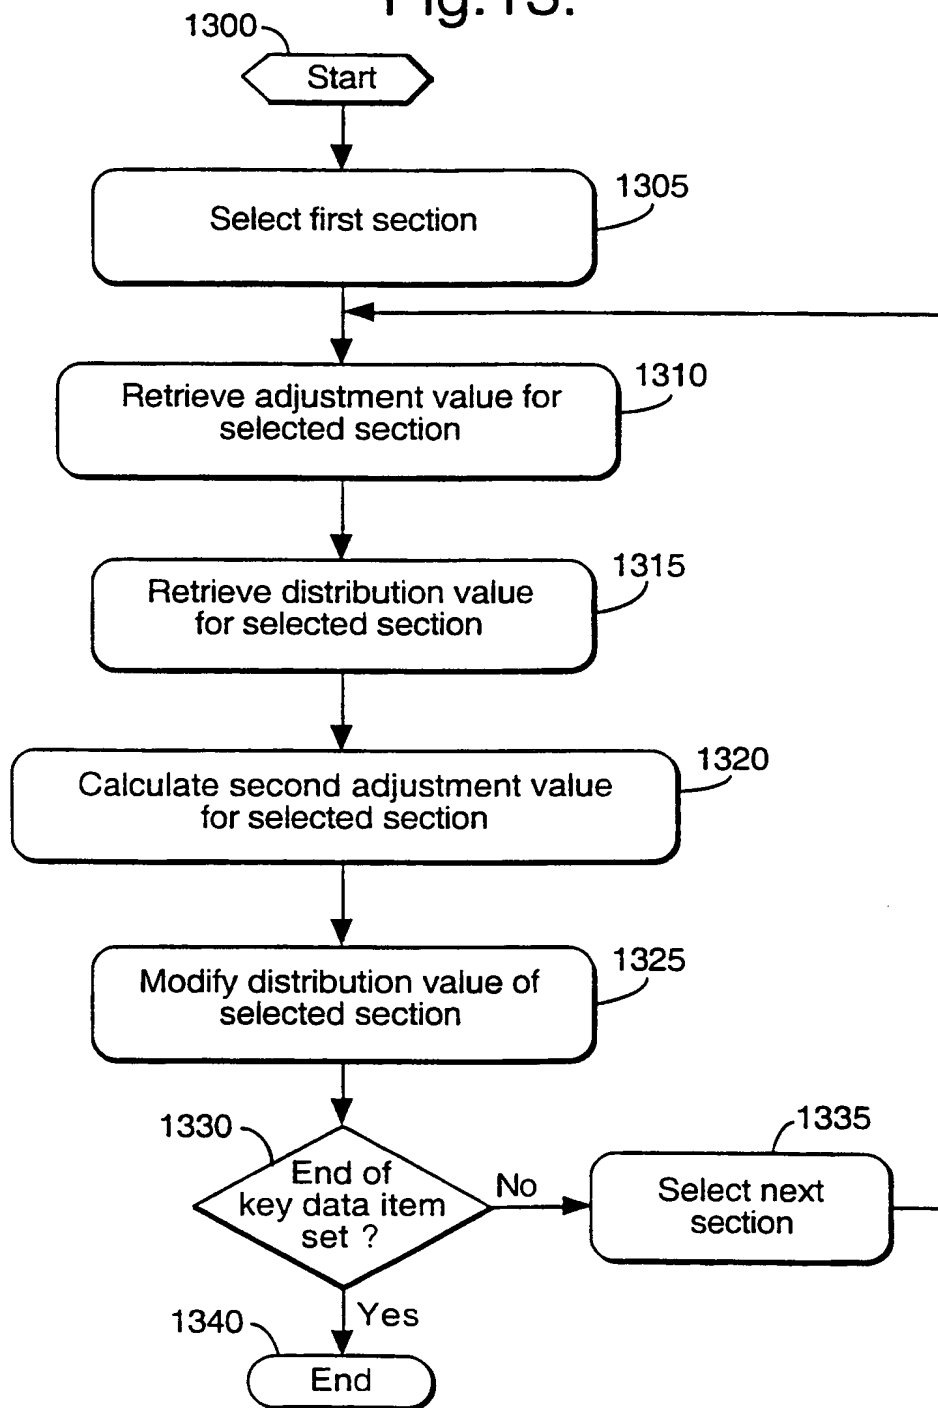 Fig.13.
1300
Start
1305
Select first section
1310
Retrieve adjustment value for
selected section
1315
Retrieve distribution value
for selected section
1320
Calculate second adjustment value
for selected section
1325
Modify distribution value of
selected section
1330
End of
key data item
set ?
No
1335
Select next
section
Yes
1340
End